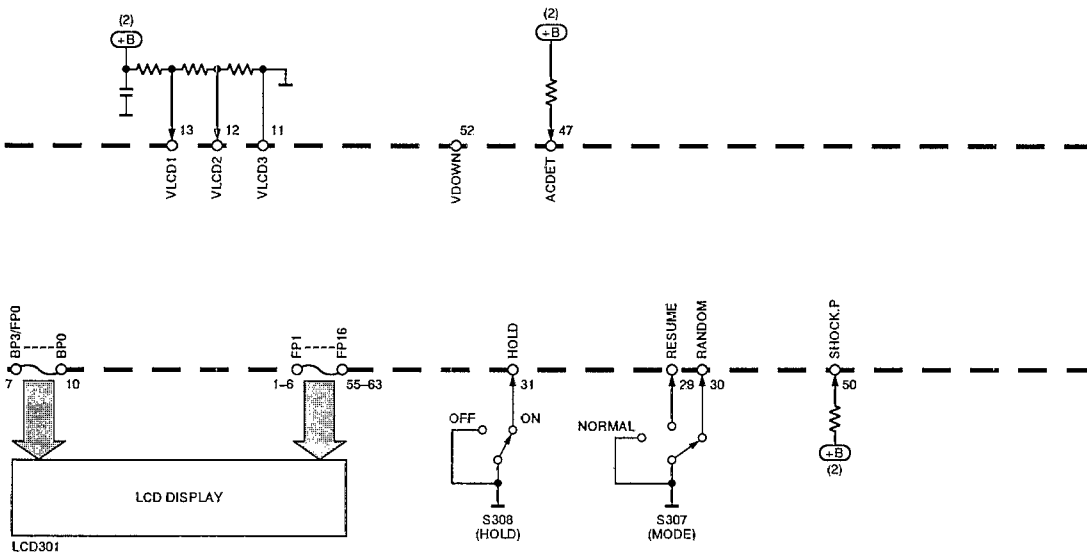 (2)
+B
(2)
+B
13
12
11
52
47
VLCD1
VLCD2
VLCD3
VDOWN
ACDET
BP3/FP0
BP0
FP1
FP16
HOLD
RESUME
RANDOM
SHOCK.P
7
10
1–6
55–63
31
29
30
50
OFF
ON
NORMAL
+B
(2)
LCD DISPLAY
S308
(HOLD)
S307
(MODE)
LCD301